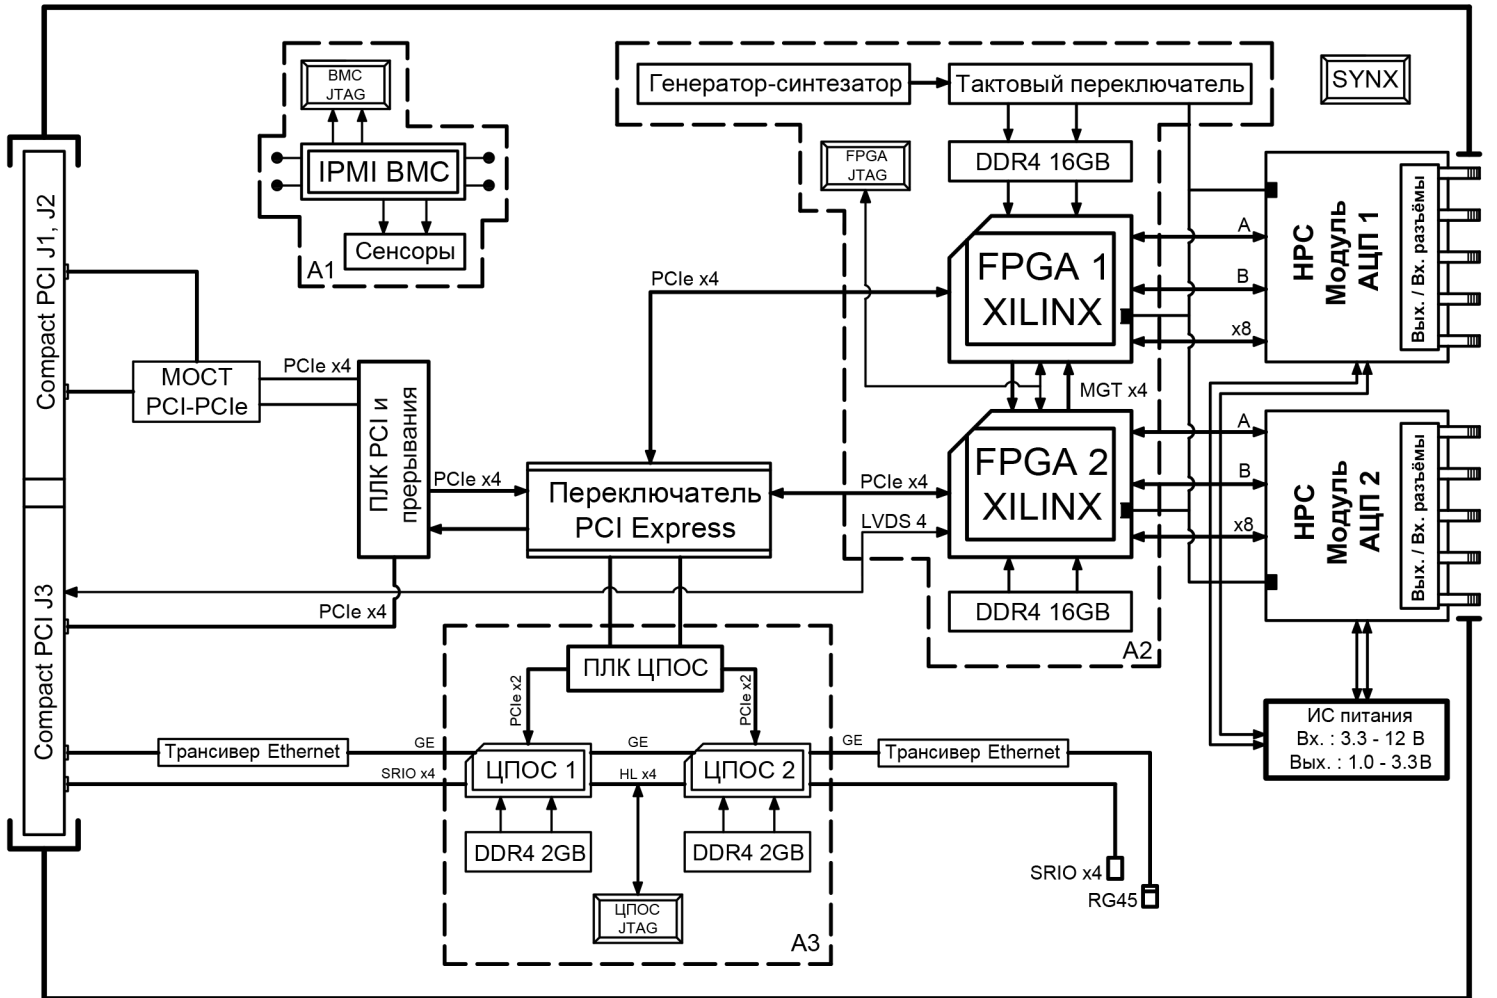 BMC
JTAG
IPMI BMC
Сенсоры
A1
Генератор-синтезатор
Тактовый переключатель
SYNX
FPGA
JTAG
DDR4 16GB
FPGA 1
XILINX
A
B
x8
НРС
Модуль
АЦП 1
Вых. / Вх. разъёмы
Compact PCI J1, J2
МОСТ
PCI-PCIe
PCIe x4
ПЛК PCI и
прерывания
PCIe x4
PCIe x4
MGT x4
Переключатель
PCI Express
PCIe x4
LVDS 4
FPGA 2
XILINX
A
B
x8
НРС
Модуль
АЦП 2
Вых. / Вх. разъёмы
DDR4 16GB
A2
Compact PCI J3
PCIe x4
ПЛК ЦПОС
PCIe x2
PCIe x2
ИС питания
Вх. : 3.3 - 12 В
Вых. : 1.0 - 3.3В
Трансивер Ethernet
GE
SRIO x4
ЦПОС 1
GE
HL x4
ЦПОС 2
GE
Трансивер Ethernet
DDR4 2GB
DDR4 2GB
ЦПОС
JTAG
A3
SRIO x4
RG45